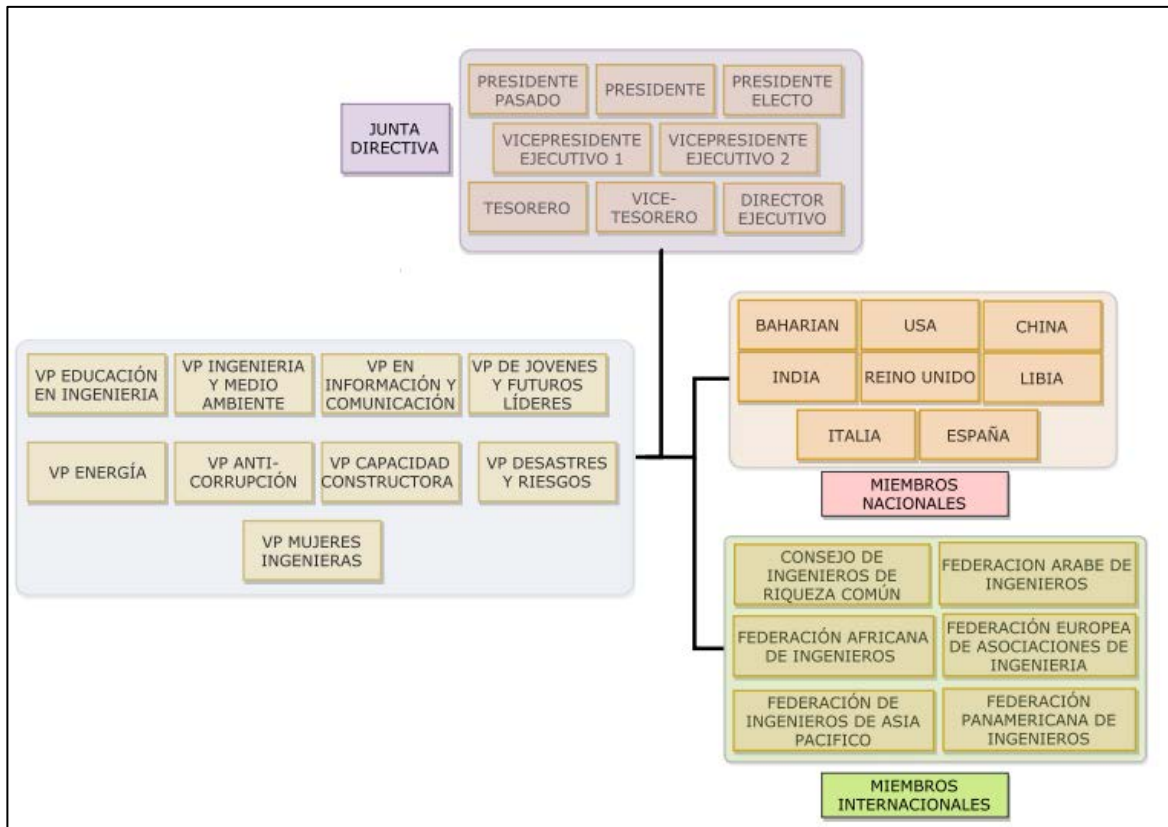 PRESIDENTE
PASADO
PRESIDENTE
PRESIDENTE
ELECTO
JUNTA
DIRECTIVA
VICEPRESIDENTE
EJECUTIVO 1
VICEPRESIDENTE
EJECUTIVO 2
TESORERO
VICE-
TESORERO
DIRECTOR
EJECUTIVO
VP EDUCACIÓN
EN INGENIERIA
VP INGENIERIA
Y MEDIO
AMBIENTE
VP EN
INFORMACIÓN Y
COMUNICACIÓN
VP DE JOVENES
Y FUTUROS
LÍDERES
VP ENERGÍA
VP ANTI-
CORRUPCIÓN
VP CAPACIDAD
CONSTRUCTORA
VP DESASTRES
Y RIESGOS
VP MUJERES
INGENIERAS
BAHARIAN
USA
CHINA
INDIA
REINO UNIDO
LIBIA
ITALIA
ESPAÑA
MIEMBROS
NACIONALES
CONSEJO DE
INGENIEROS DE
RIQUEZA COMÚN
FEDERACION ARABE DE
INGENIEROS
FEDERACIÓN AFRICANA
DE INGENIEROS
FEDERACIÓN EUROPEA
DE ASOCIACIONES DE
INGENIERIA
FEDERACIÓN DE
INGENIEROS DE ASIA
PACIFICO
FEDERACIÓN
PANAMERICANA DE
INGENIEROS
MIEMBROS
INTERNACIONALES